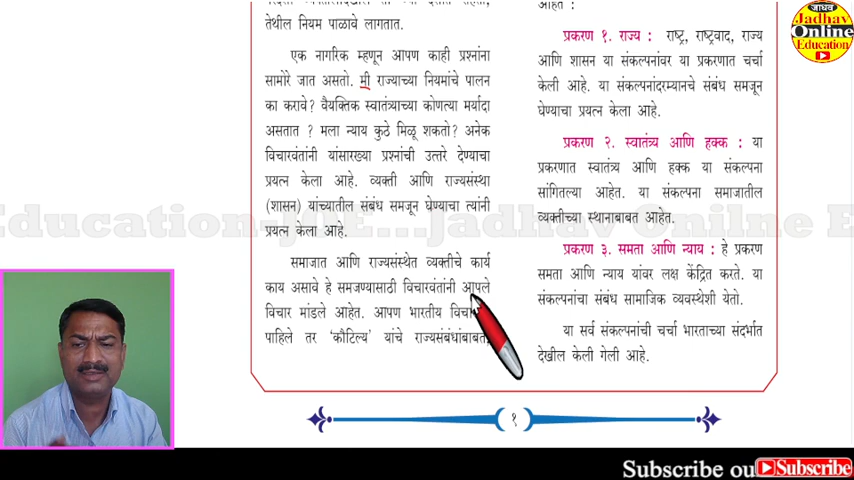 तेथील नियम पाळावे लागतात.
एक नागरिक म्हणून आपण काही प्रश्नांना
सामोरे जात असतो. मी राज्याच्या नियमांचे पालन
का करावे? वैयक्तिक स्वातंत्र्याच्या कोणत्या मर्यादा
असतात ? मला न्याय कुठे मिळू शकतो? अनेक
विचारवंतांनी यांसारख्या प्रश्नांची उत्तरे देण्याचा
प्रयत्न केला आहे. व्यक्ती आणि राज्यसंस्था
(शासन) यांच्यातील संबंध समजून घेण्याचा त्यांनी
प्रयत्न केला आहे.
समाजात आणि राज्यसंस्थेत व्यक्तीचे कार्य
काय असावे हे समजण्यासाठी विचारवंतांनी आपले
विचार मांडले आहेत. आपण भारतीय
पाहिले तर 'कौटिल्य' यांचे राज्यसंबंधांबाबत
१
आहेत :
प्रकरण १. राज्य : राष्ट्र, राष्ट्रवाद, राज्य
आणि शासन या संकल्पनांवर या प्रकरणात चर्चा
केली आहे. या संकल्पनांदरम्यानचे संबंध समजून
घेण्याचा प्रयत्न केला आहे.
प्रकरण २. स्वातंत्र्य आणि हक्क : या
प्रकरणात स्वातंत्र्य आणि हक्क या संकल्पना
सांगितल्या आहेत. या संकल्पना समाजातील
व्यक्तीच्या स्थानाबाबत आहेत.
प्रकरण ३. समता आणि न्याय : हे प्रकरण
समता आणि न्याय यांवर लक्ष केंद्रित करते. या
संकल्पनांचा संबंध सामाजिक व्यवस्थेशी येतो.
या सर्व संकल्पनांची चर्चा भारताच्या संदर्भात
देखील केली गेली आहे.
जाधव
Jadhav
Online
Education
Education-JOE...Jadhav Onilne E
Subscribe ou
Subscribe